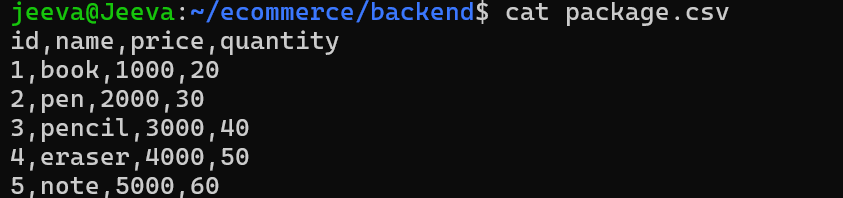 jeeva@Jeeva:~/ecommerce/backend$ cat package.csv
id,name,price,quantity
1,book,1000,20
2,pen,2000,30
3,pencil,3000,40
4,eraser,4000,50
5,note,5000,60